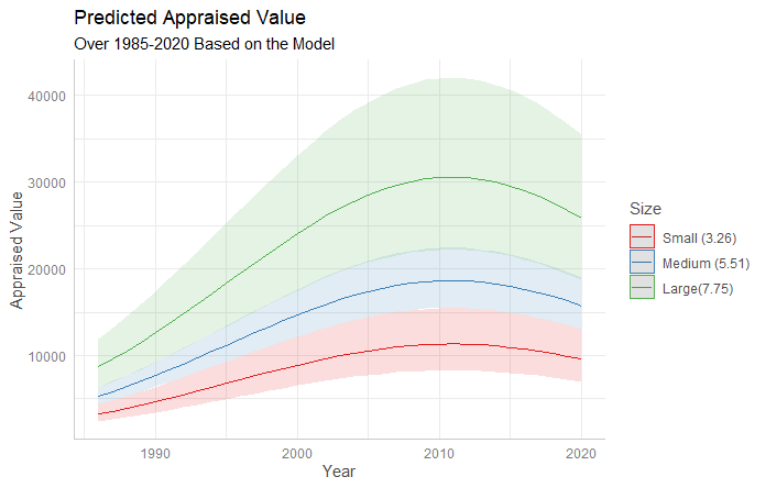 Predicted Appraised Value
Over 1985-2020 Based on the Model
Appraised Value
40000
30000
20000
10000
1990
2000
2010
2020
Year
Size
Small (3.26)
Medium (5.51)
Large(7.75)